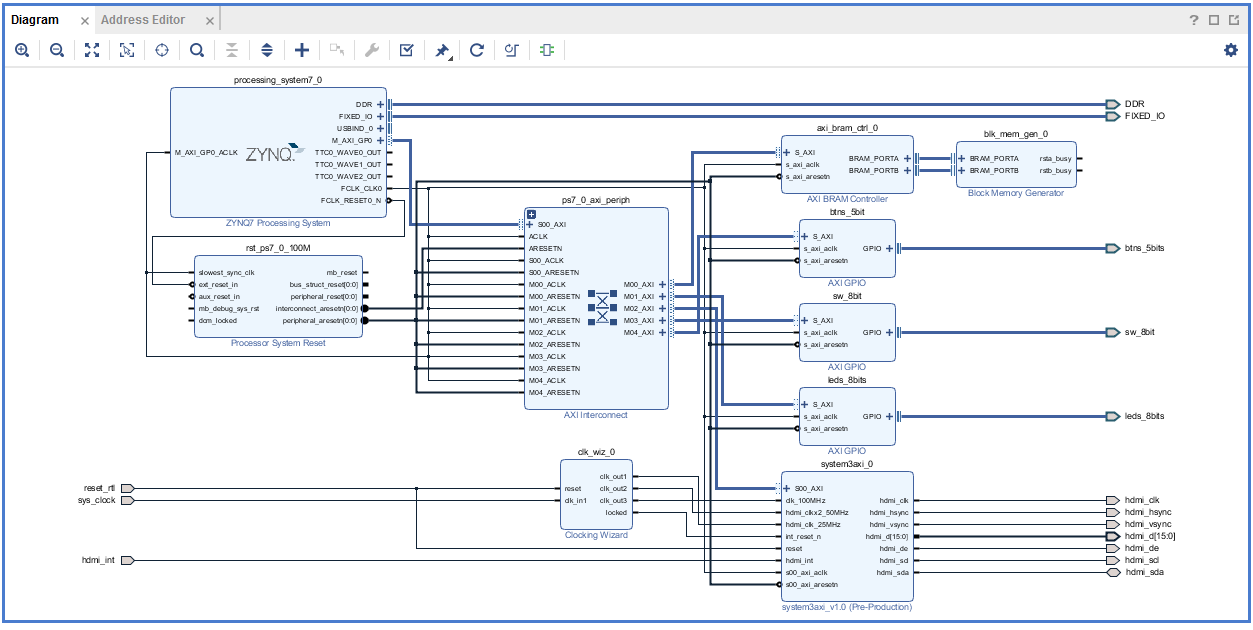 Diagram
Address Editor
processing_system7_0
DDR
FIXED_IO
USBIND_0
M_AXI_GP0
M_AXI_GP0_ACLK
ZYNQ
TTC0_WAVE0_OUT
TTC0_WAVE1_OUT
TTC0_WAVE2_OUT
FCLK_CLK0
FCLK_RESET0_N
ZYNQ7 Processing System
rst_ps7_0_100M
slowest_sync_clk
ext_reset_in
aux_reset_in
mb_debug_sys_rst
dcm_locked
mb_reset
bus_struct_reset[0:0]
peripheral_reset[0:0]
interconnect_aresetn[0:0]
peripheral_aresetn[0:0]
Processor System Reset
ps7_0_axi_periph
S00_AXI
ACLK
ARESETN
S00_ACLK
S00_ARESETN
M00_ACLK
M00_ARESETN
M01_ACLK
M01_ARESETN
M02_ACLK
M02_ARESETN
M03_ACLK
M03_ARESETN
M04_ACLK
M04_ARESETN
M00_AXI
M01_AXI
M02_AXI
M03_AXI
M04_AXI
AXI Interconnect
axi_bram_ctrl_0
S_AXI
s_axi_aclk
s_axi_aresetn
BRAM_PORTA
BRAM_PORTB
AXI BRAM Controller
blk_mem_gen_0
BRAM_PORTA
BRAM_PORTB
rsta_busy
rstb_busy
Block Memory Generator
btns_5bit
S_AXI
s_axi_aclk
s_axi_aresetn
GPIO
AXI GPIO
sw_8bit
S_AXI
s_axi_aclk
s_axi_aresetn
GPIO
AXI GPIO
leds_8bits
S_AXI
s_axi_aclk
s_axi_aresetn
GPIO
AXI GPIO
clk_wiz_0
reset
clk_in1
clk_out1
clk_out2
clk_out3
locked
Clocking Wizard
system3axi_0
S00_AXI
clk_100MHz
hdmi_clkx2_50MHz
hdmi_clk_25MHz
int_reset_n
reset
hdmi_int
s00_axi_aclk
s00_axi_aresetn
hdmi_clk
hdmi_hsync
hdmi_vsync
hdmi_d[15:0]
hdmi_de
hdmi_scl
hdmi_sda
system3axi_v1.0 (Pre-Production)
reset_rtl
sys_clock
hdmi_int
DDR
FIXED_IO
btns_5bits
sw_8bit
leds_8bits
hdmi_clk
hdmi_hsync
hdmi_vsync
hdmi_d[15:0]
hdmi_de
hdmi_scl
hdmi_sda